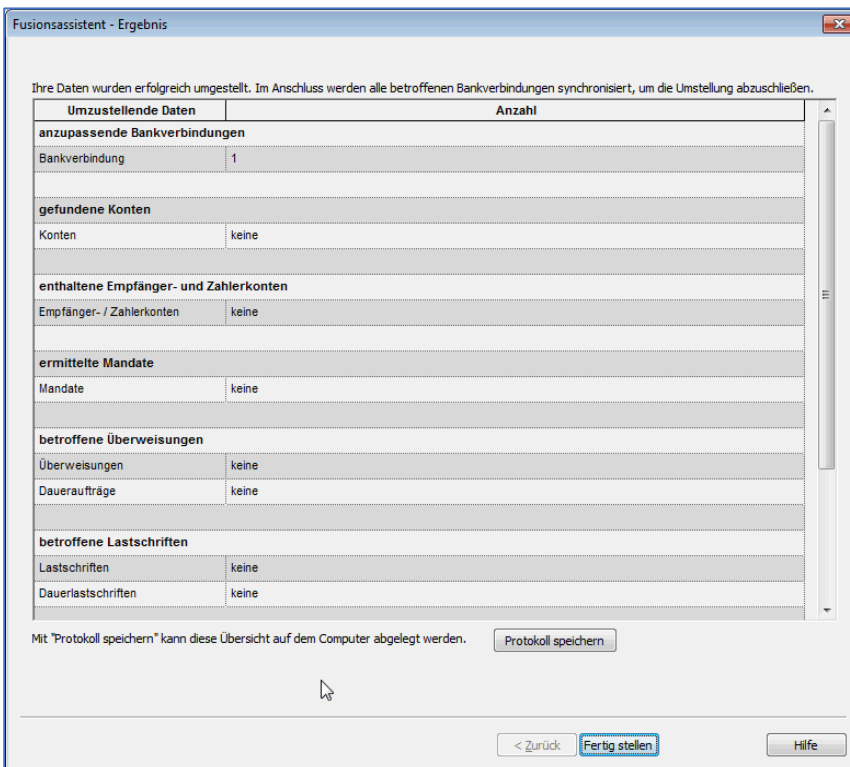 Fusionsassistent - Ergebnis
Ihre Daten wurden erfolgreich umgestellt. Im Anschluss werden alle betroffenen Bankverbindungen synchronisiert, um die Umstellung abzuschließen.
Umzustellende Daten Anzahl
anzupassende Bankverbindungen
Bankverbindung 1
gefundene Konten
Konten keine
enthaltene Empfänger- und Zahlerkonten
Empfänger- / Zahlerkonten keine
ermittelte Mandate
Mandate keine
betroffene Überweisungen
Überweisungen keine
Daueraufträge keine
betroffene Lastschriften
Lastschriften keine
Dauerlastschriften keine
Mit "Protokoll speichern" kann diese Übersicht auf dem Computer abgelegt werden. Protokoll speichern
< Zurück Fertig stellen Hilfe